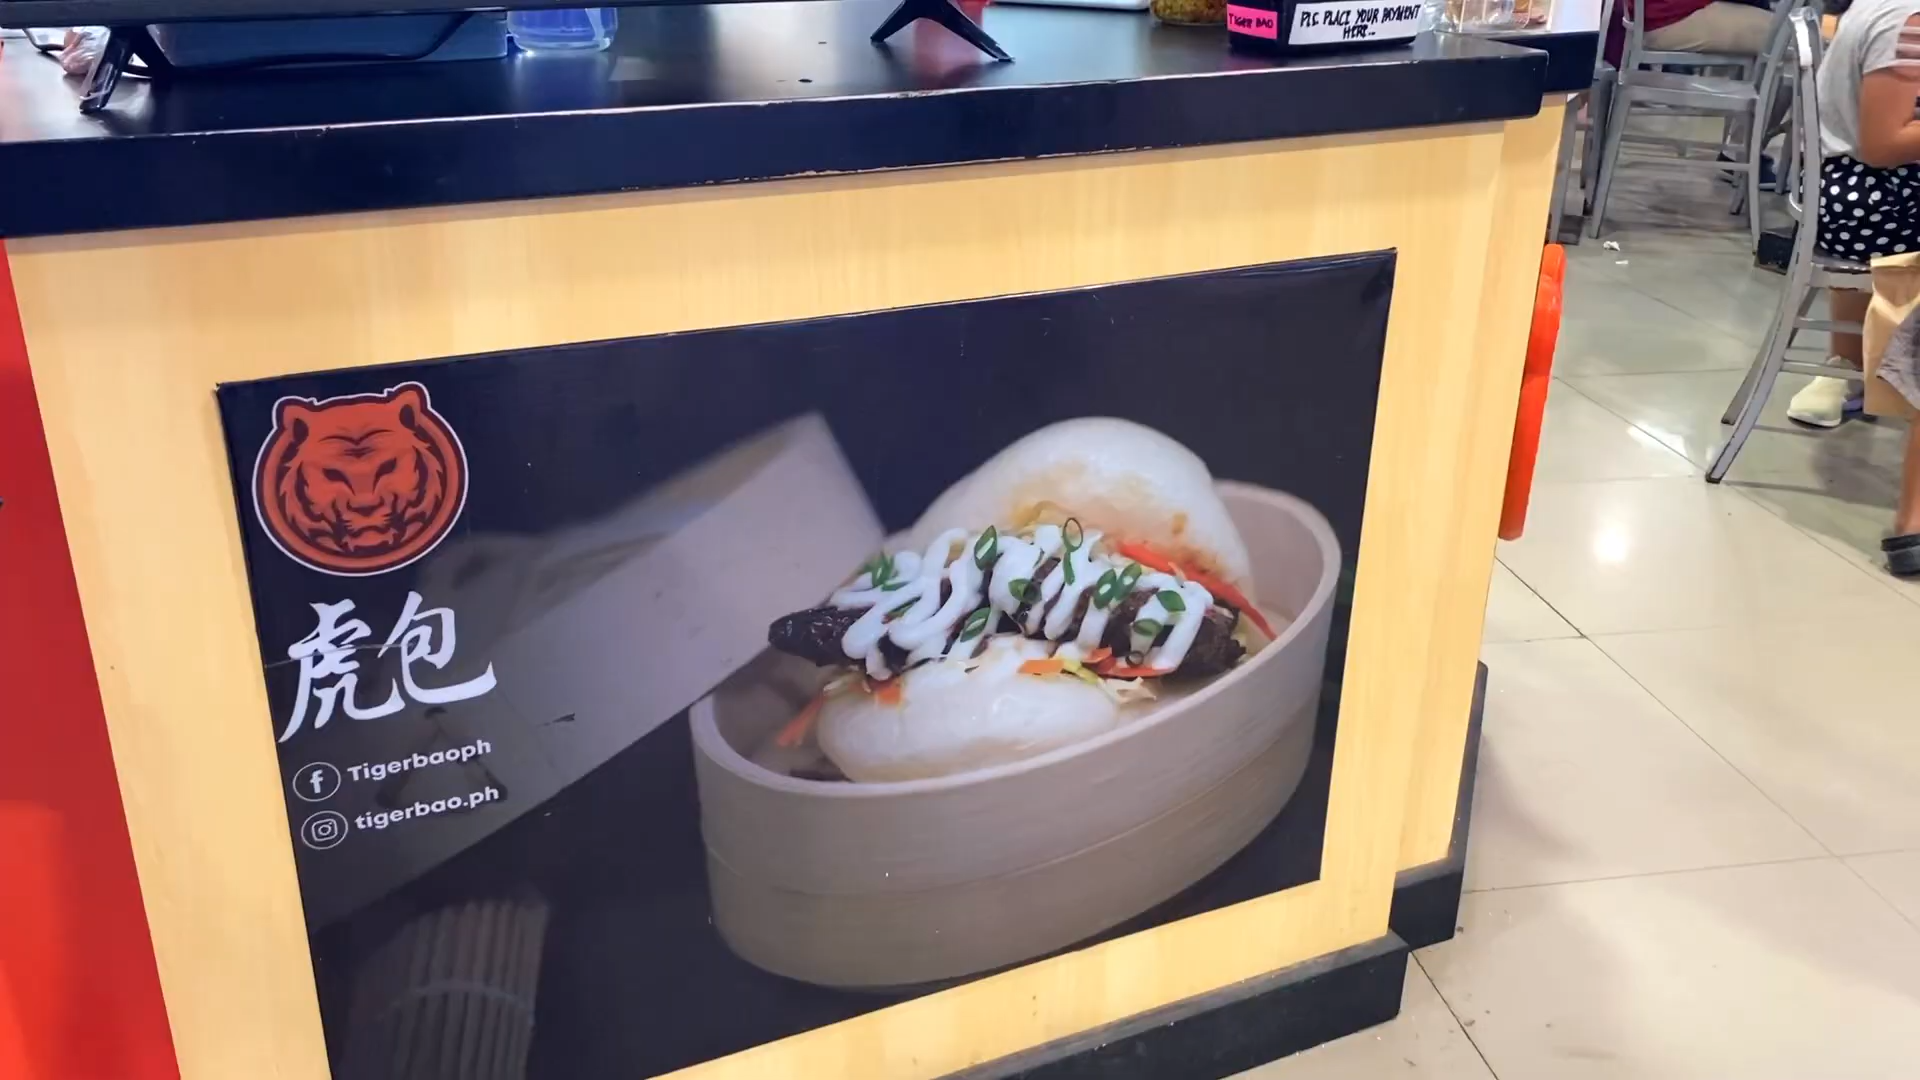 TIGER BAO
PLS. PLACE YOUR PAYMENT
HERE...
虎包
Tigerbaoph
tigerbao.ph